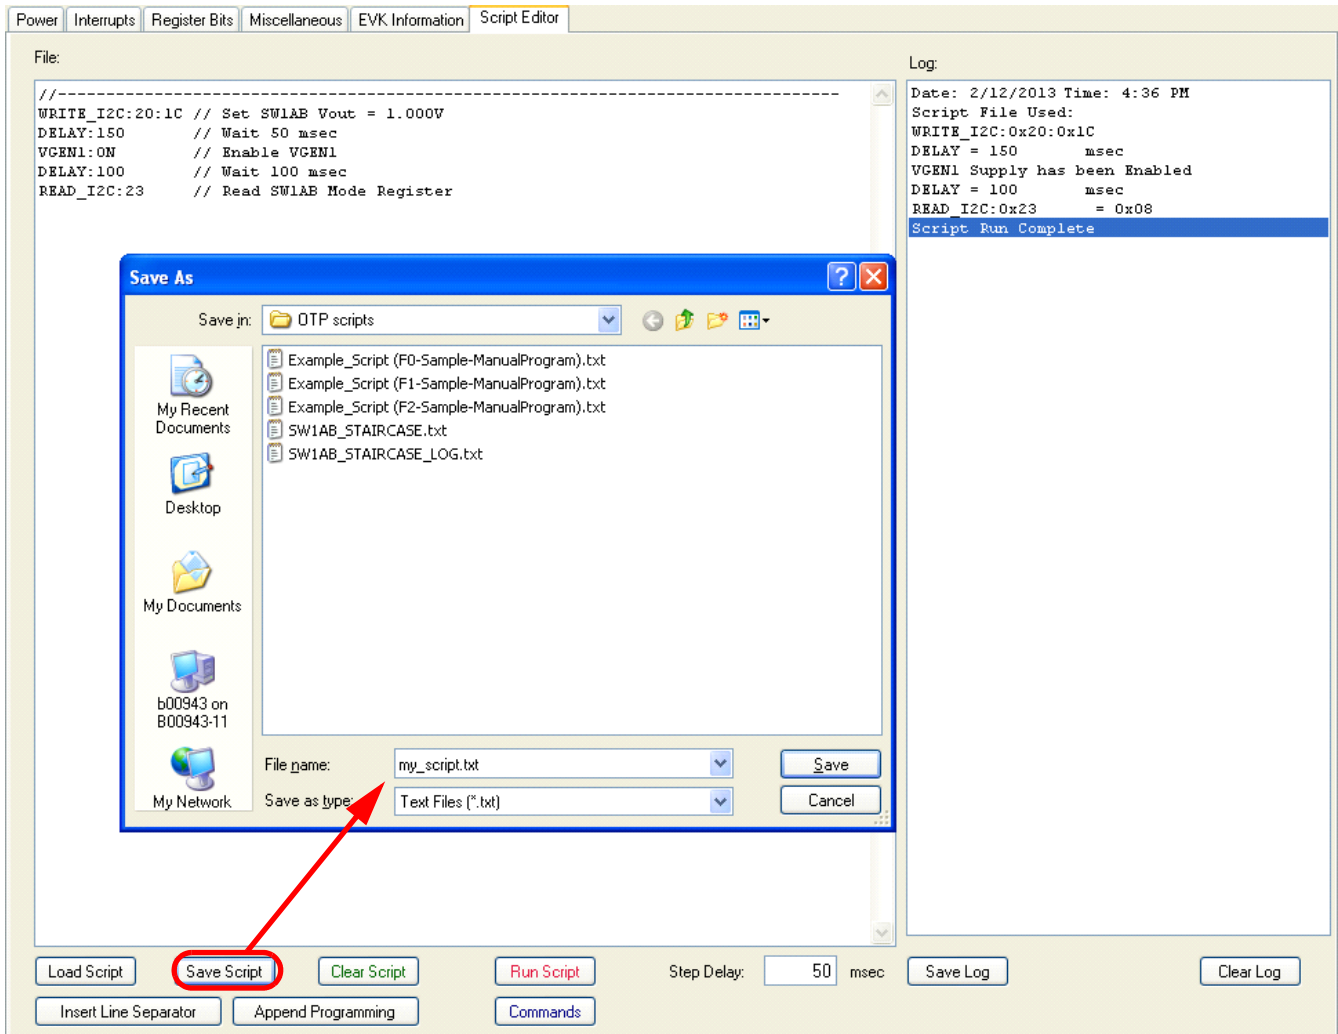 Power Interrupts Register Bits Miscellaneous EVK Information Script Editor
File:
//--------------------------------------------------------------------------------
WRITE_I2C:20:1C // Set SW1AB Vout = 1.000V
DELAY:150 // Wait 50 msec
VGEN1:ON // Enable VGEN1
DELAY:100 // Wait 100 msec
READ_I2C:23 // Read SW1AB Mode Register
Log:
Date: 2/12/2013 Time: 4:36 PM
Script File Used:
WRITE_I2C:0x20:0x1C
DELAY = 150 msec
VGEN1 Supply has been Enabled
DELAY = 100 msec
READ_I2C:0x23 = 0x08
Script Run Complete
Save As
Save in: OTP scripts
My Recent Documents
Desktop
My Documents
b00943 on B00943-11
My Network
Example_Script (F0-Sample-ManualProgram).txt
Example_Script (F1-Sample-ManualProgram).txt
Example_Script (F2-Sample-ManualProgram).txt
SW1AB_STAIRCASE.txt
SW1AB_STAIRCASE_LOG.txt
File name: my_script.txt Save
Save as type: Text Files (*.txt) Cancel
Load Script Save Script Clear Script Run Script Step Delay: 50 msec Save Log Clear Log
Insert Line Separator Append Programming Commands